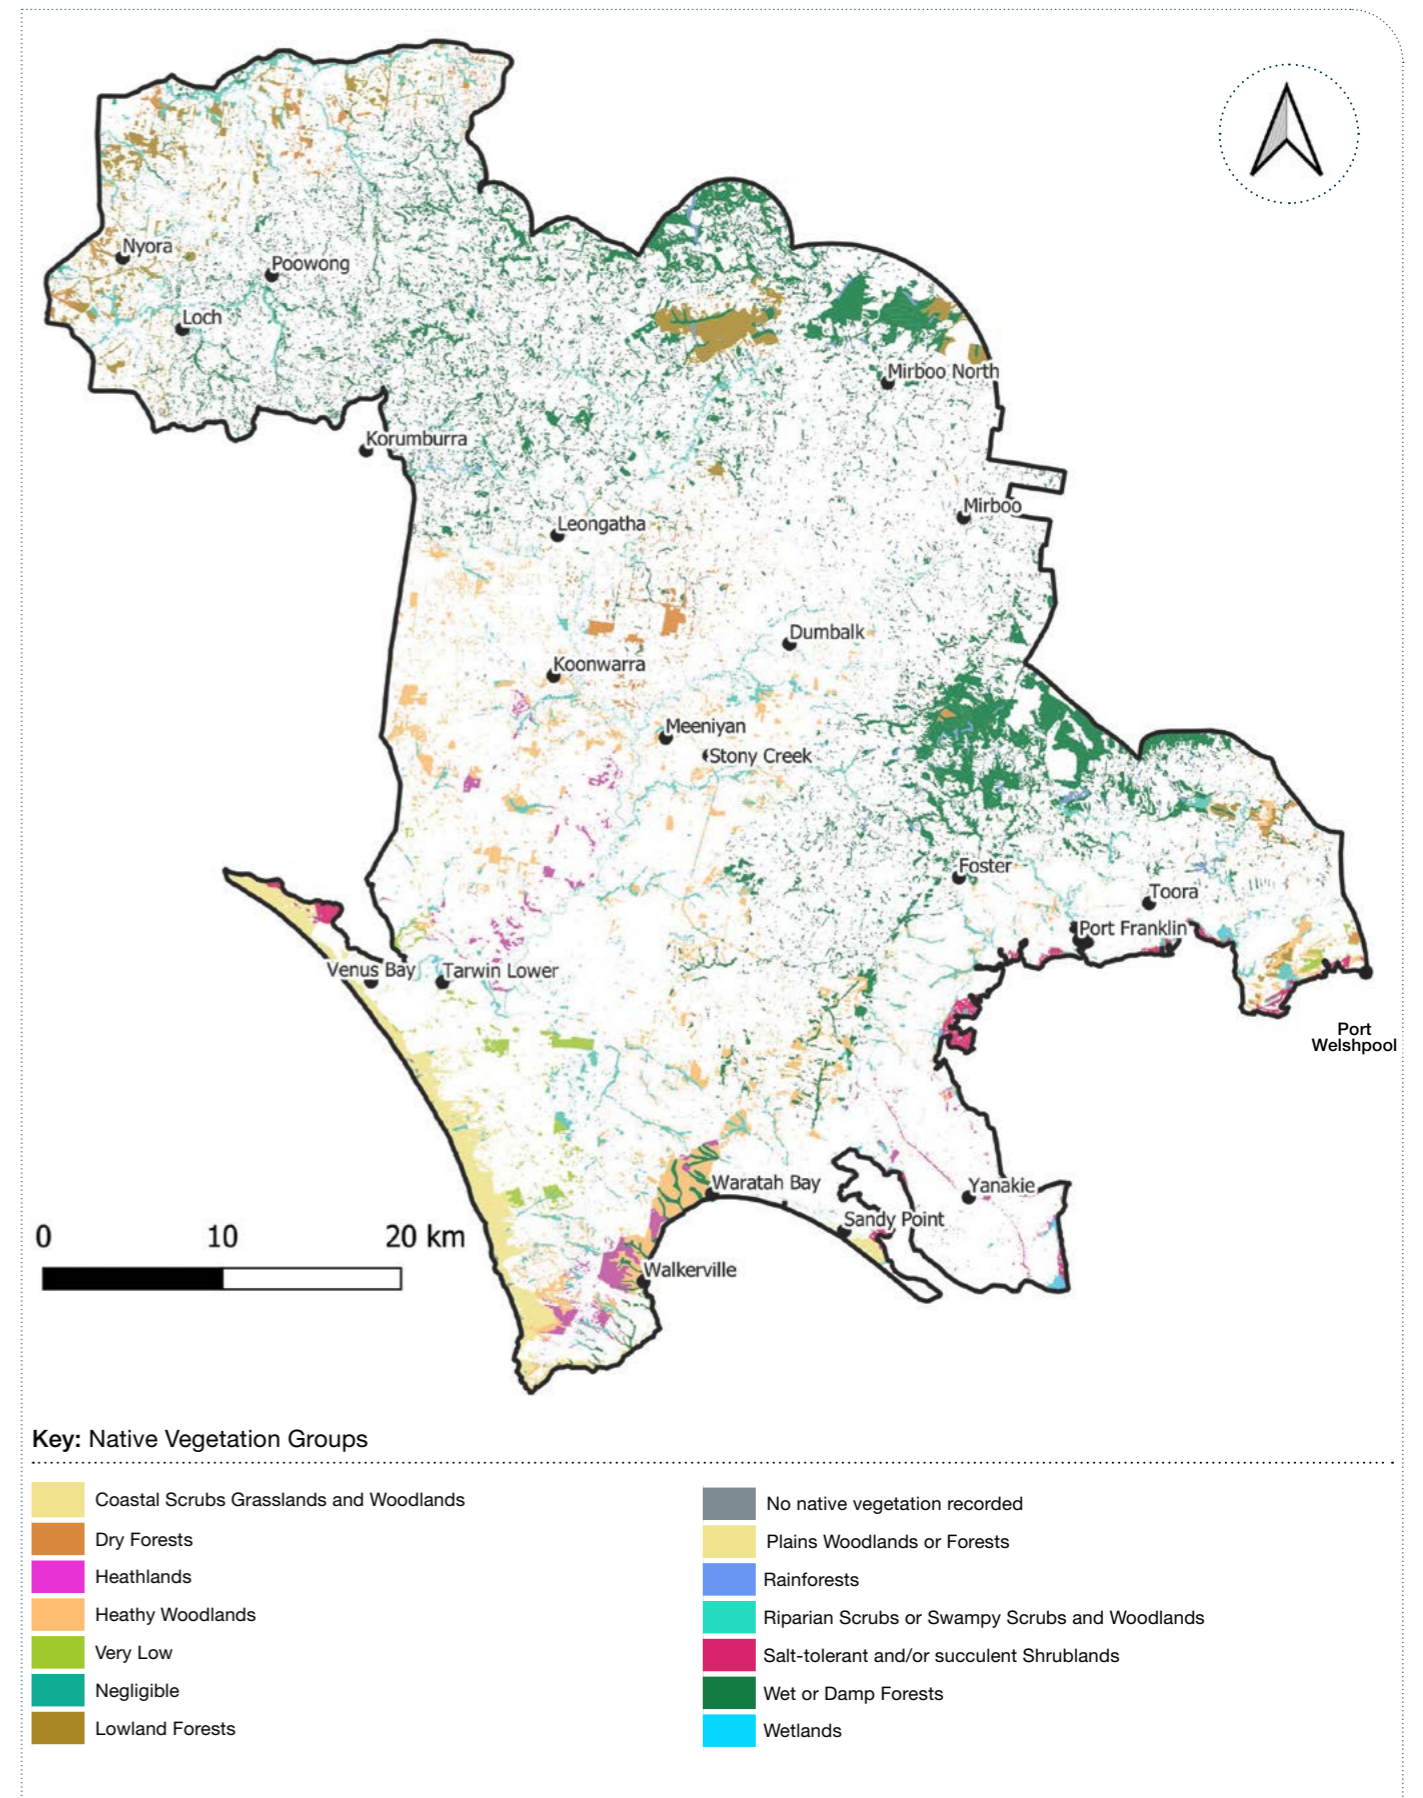 Nyora
Poowong
Loch
Mirboo North
Korumburra
Mirboo
Leongatha
Dumbalk
Koonwarra
Meeniyan
Stony Creek
Foster
Toora
Port Franklin
Venus Bay
Tarwin Lower
Port
Welshpool
Waratah Bay
Yanakie
Sandy Point
0 10 20 km
Walkerville
Key: Native Vegetation Groups
Coastal Scrubs Grasslands and Woodlands
Dry Forests
Heathlands
Heathy Woodlands
Very Low
Negligible
Lowland Forests
No native vegetation recorded
Plains Woodlands or Forests
Rainforests
Riparian Scrubs or Swampy Scrubs and Woodlands
Salt-tolerant and/or succulent Shrublands
Wet or Damp Forests
Wetlands